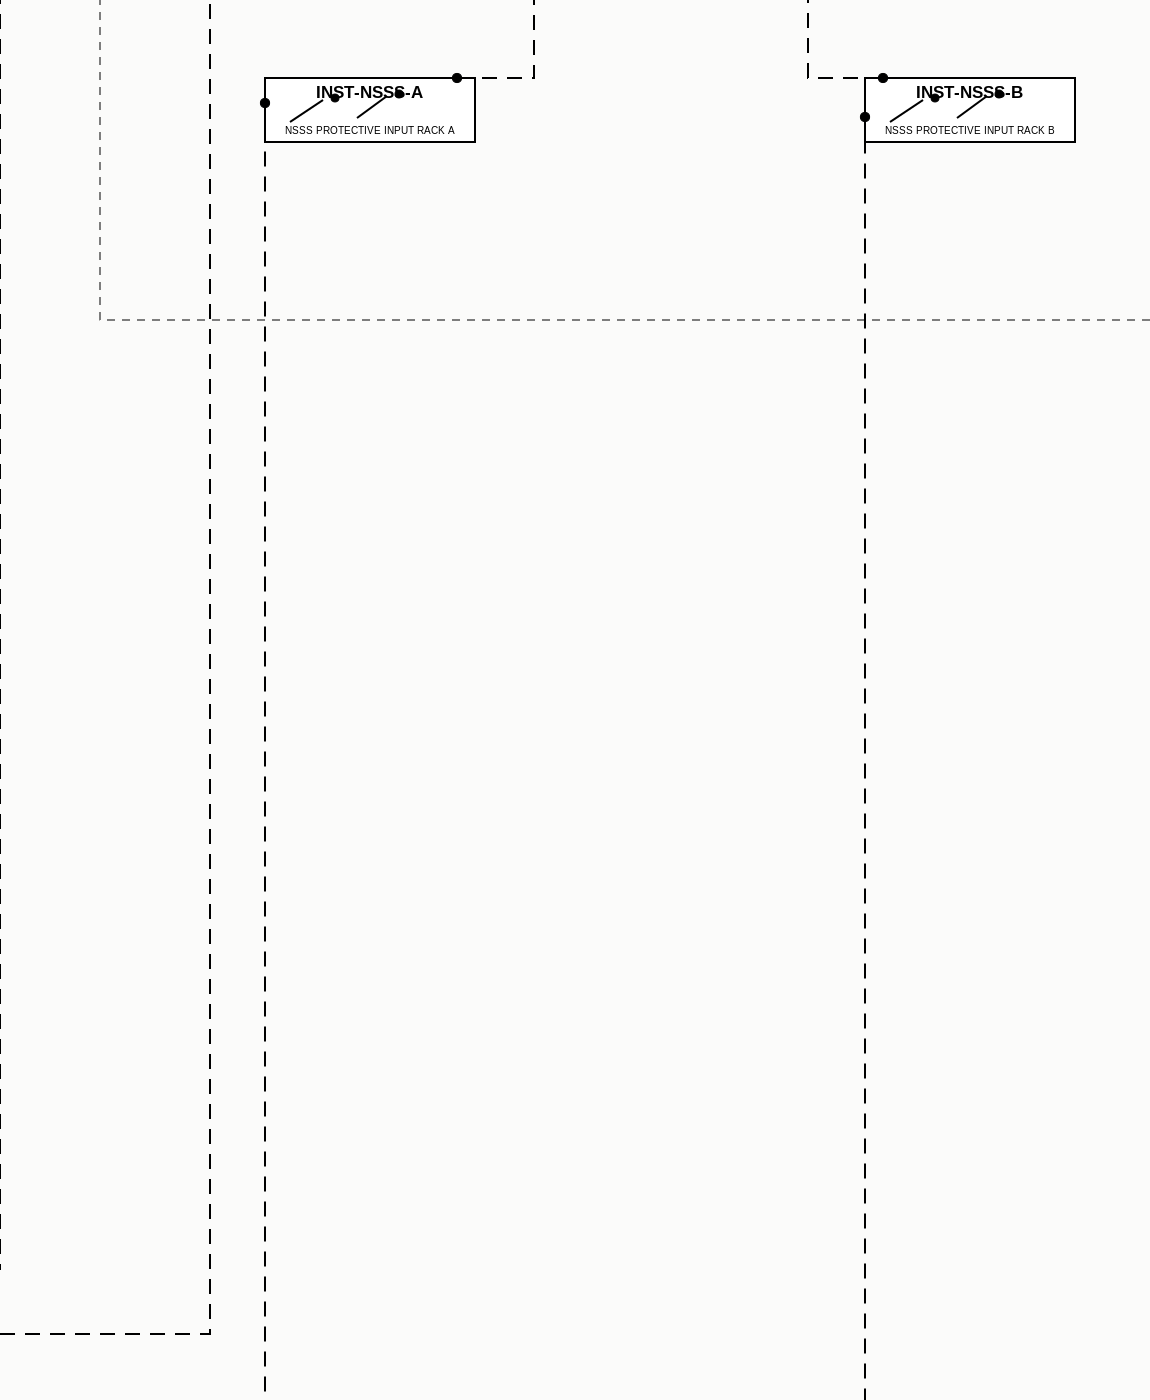 INST-NSSS-A
NSSS PROTECTIVE INPUT RACK A
INST-NSSS-B
NSSS PROTECTIVE INPUT RACK B